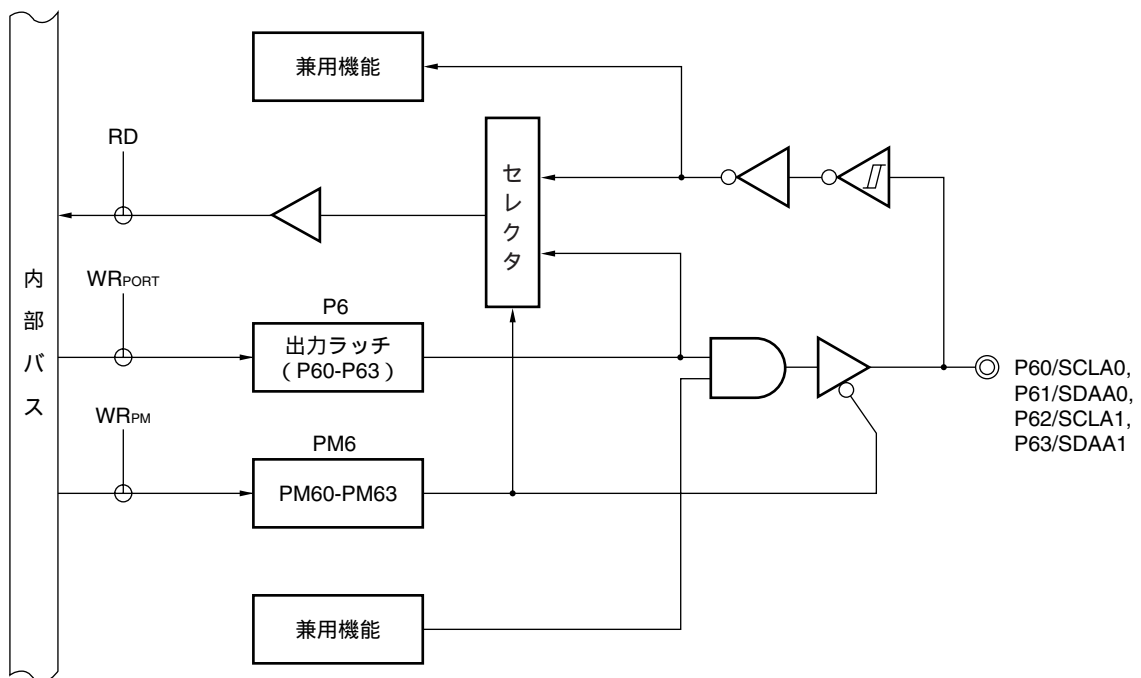 兼用機能
RD
セレクタ
内部バス
WRPORT
P6
出力ラッチ
（P60-P63）
P60/SCLA0,
P61/SDAA0,
P62/SCLA1,
P63/SDAA1
WRPM
PM6
PM60-PM63
兼用機能